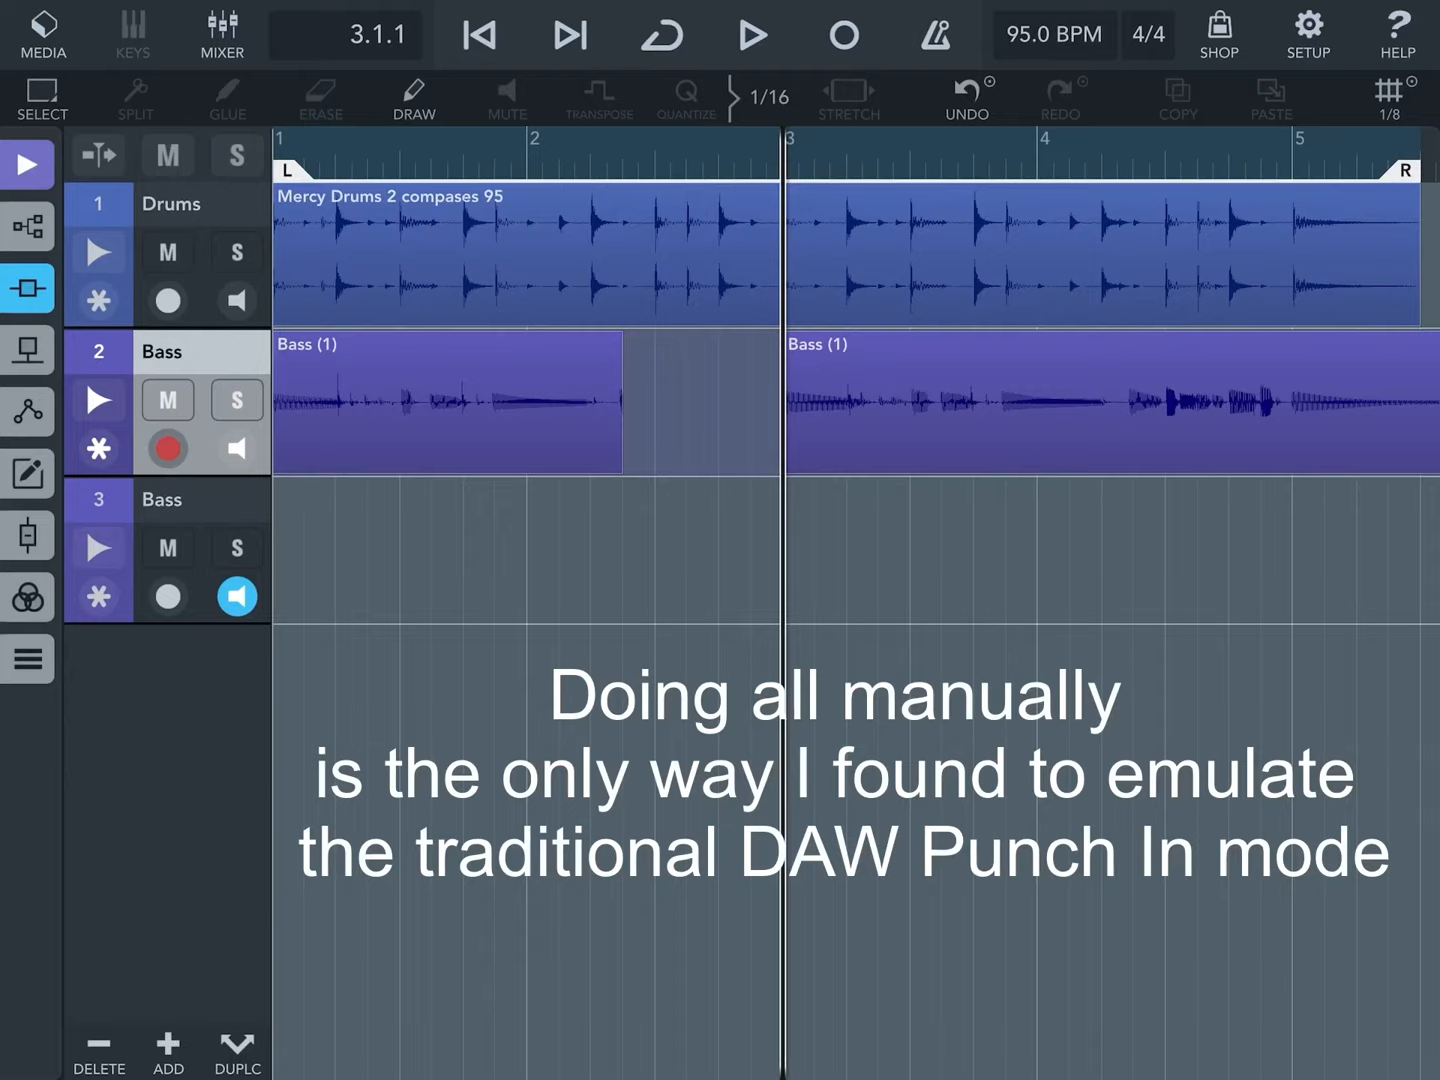 MEDIA KEYS MIXER 3.1.1 95.0 BPM 4/4 SHOP SETUP HELP
SELECT SPLIT GLUE ERASE DRAW MUTE TRANSPOSE QUANTIZE 1/16 STRETCH UNDO REDO COPY PASTE 1/8
M S 1 2 3 4 5
L R
1 Drums Mercy Drums 2 compases 95
M S
2 Bass Bass (1) Bass (1)
M S
3 Bass
M S
Doing all manually
is the only way I found to emulate
the traditional DAW Punch In mode
DELETE ADD DUPLC